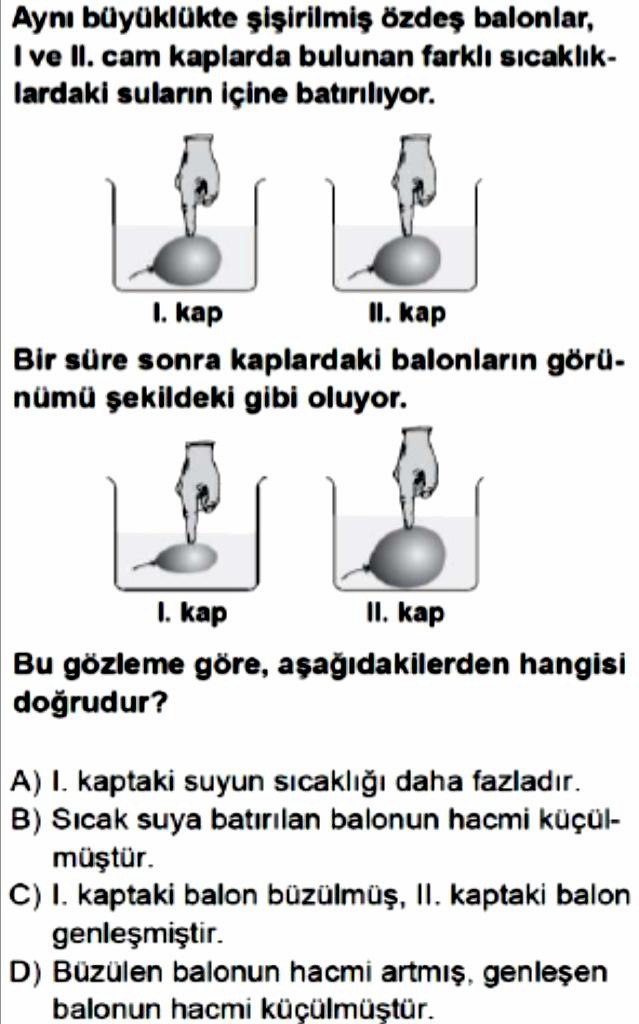 Aynı büyüklükte şişirilmiş özdeş balonlar,
I ve II. cam kaplarda bulunan farklı sıcaklık-
lardaki suların içine batırılıyor.
I. kap
II. kap
Bir süre sonra kaplardaki balonların görü-
nümü şekildeki gibi oluyor.
I. kap
II. kap
Bu gözleme göre, aşağıdakilerden hangisi
doğrudur?
A) I. kaptaki suyun sıcaklığı daha fazladır.
B) Sıcak suya batırılan balonun hacmi küçül-
müştür.
C) I. kaptaki balon büzülmüş, II. kaptaki balon
genleşmiştir.
D) Büzülen balonun hacmi artmış, genleşen
balonun hacmi küçülmüştür.